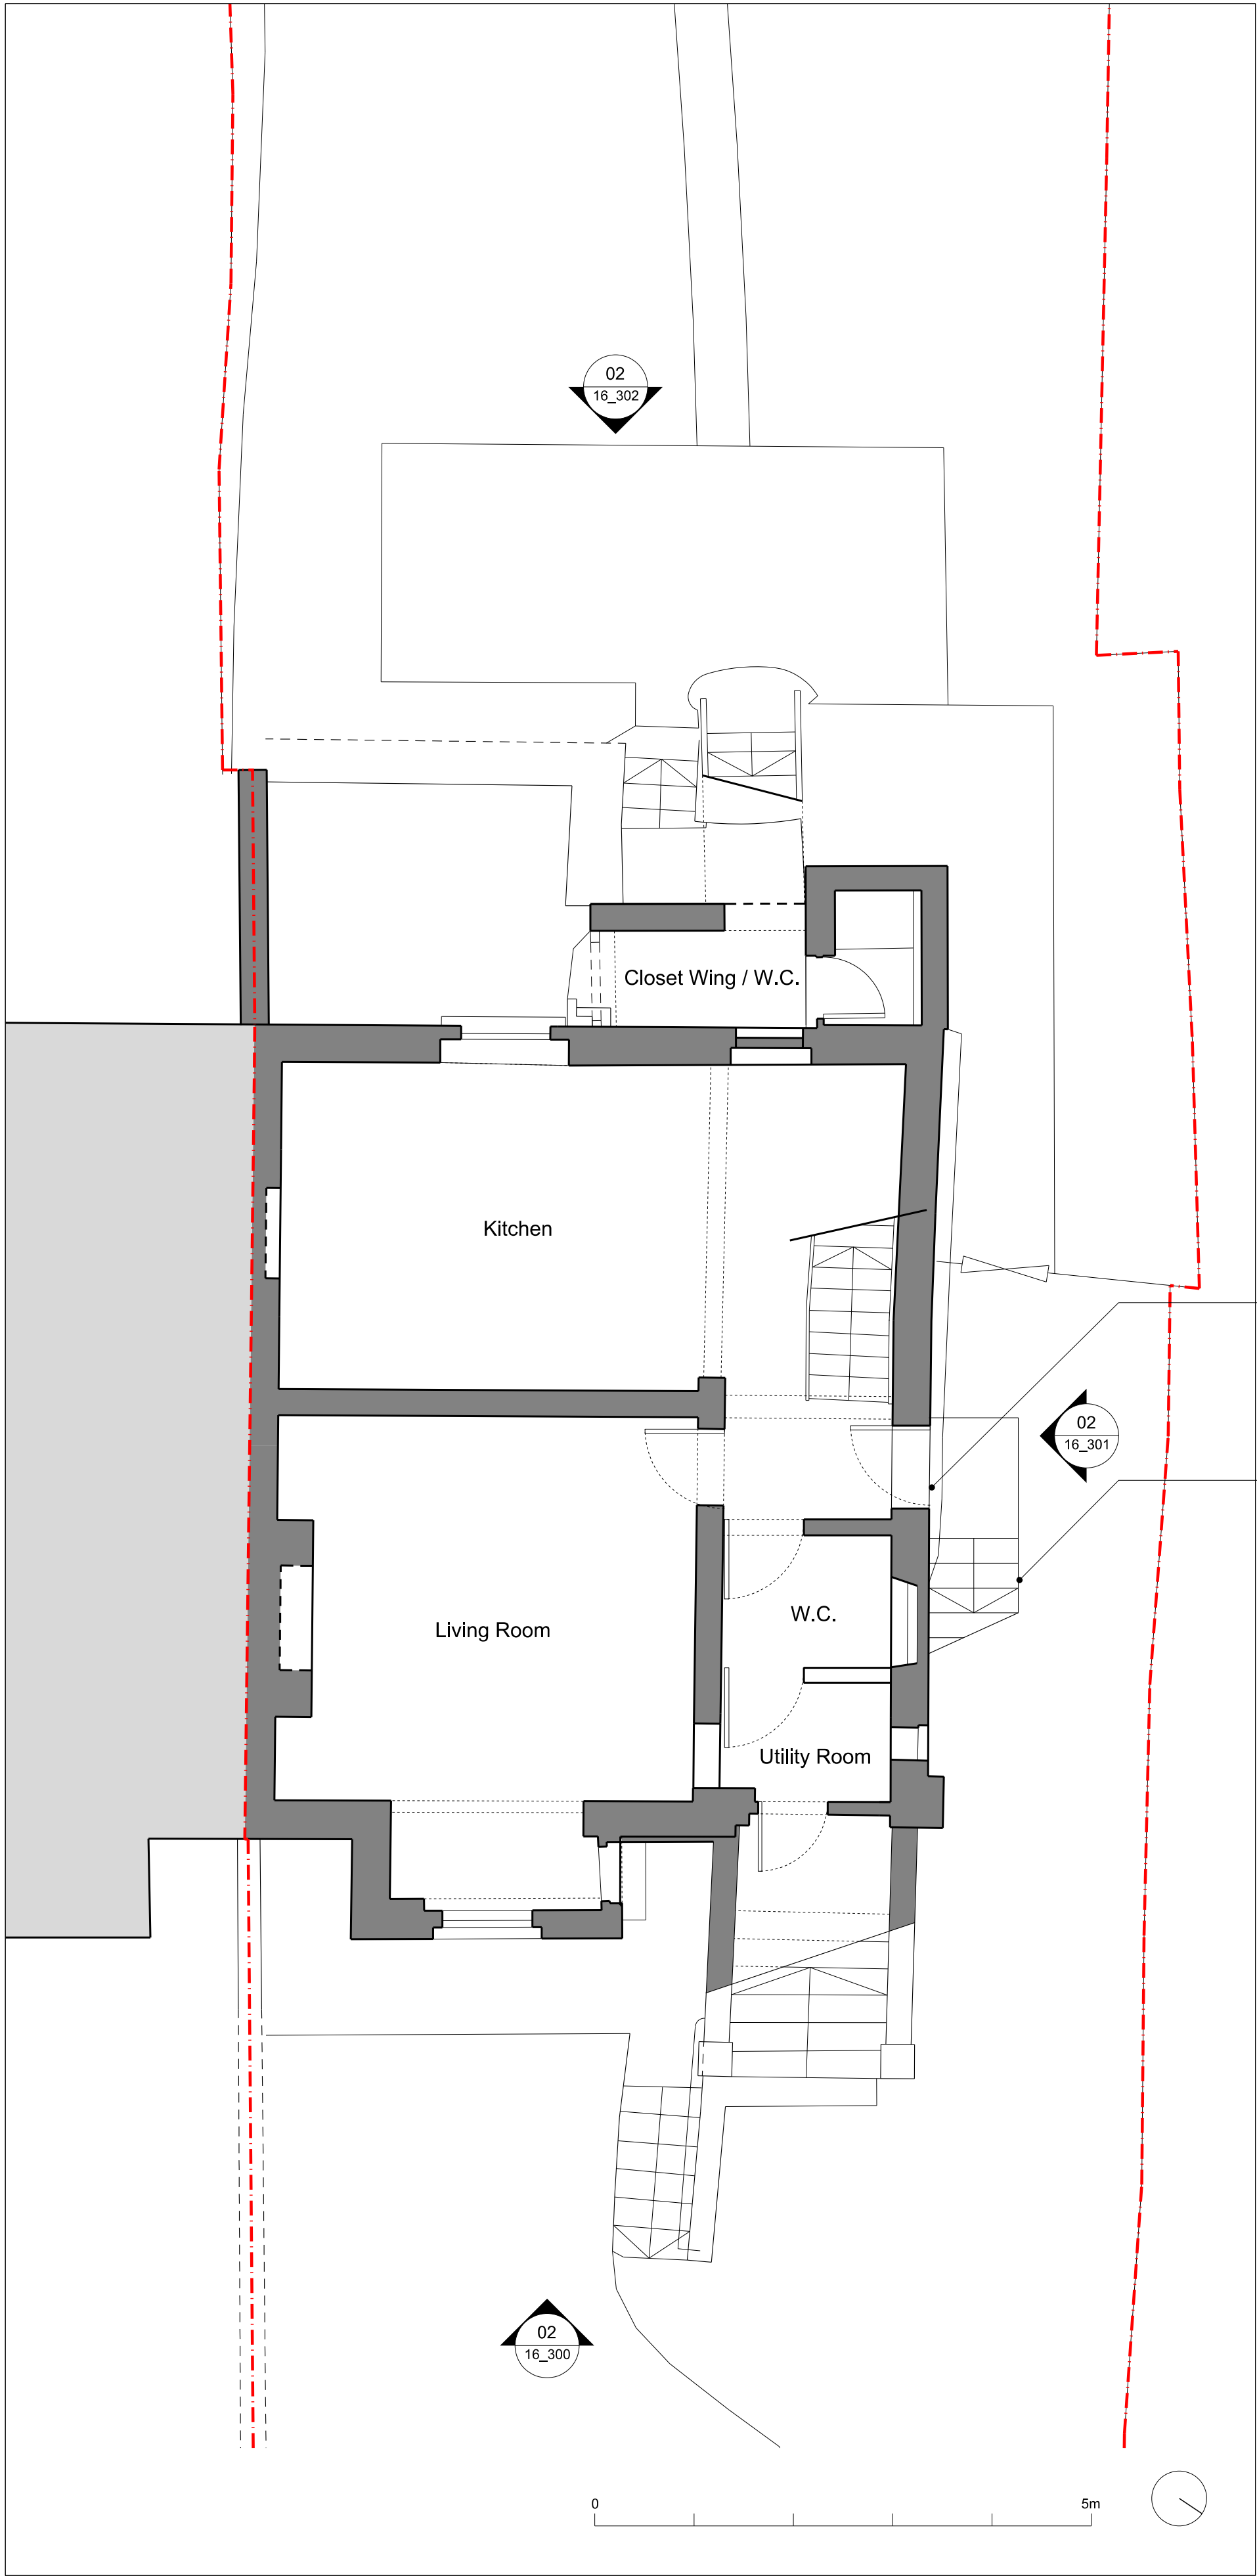 02
16_302
Closet Wing / W.C.
Kitchen
02
16_301
W.C.
Living Room
Utility Room
02
16_300
0
5m